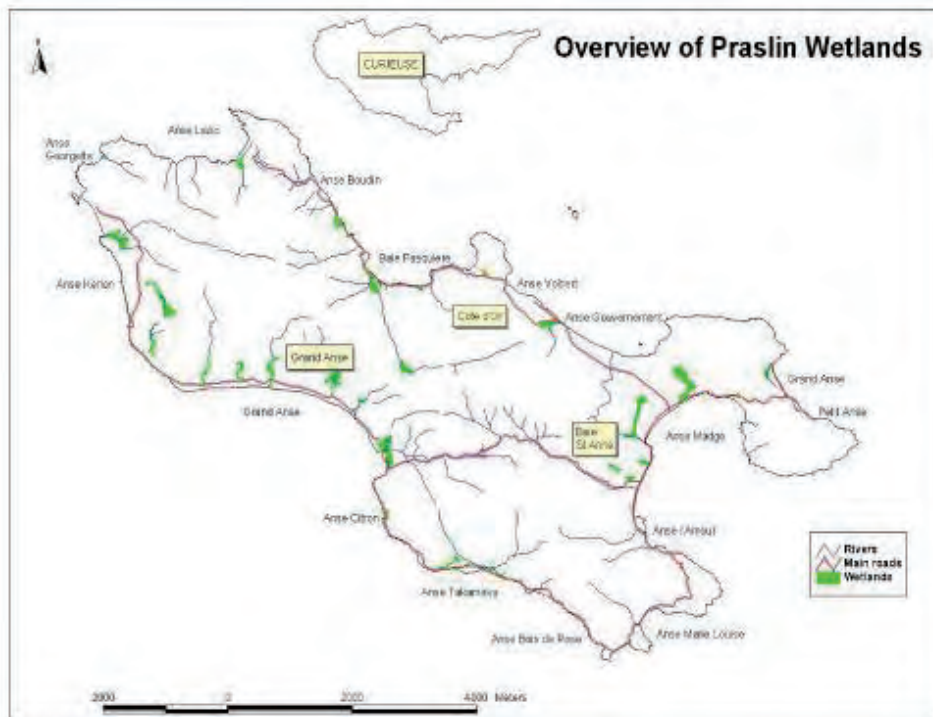 Overview of Praslin Wetlands
CURIEUSE
Anse Lazio
Anse
Georgette
Anse Boudin
Baie Pasquiere
Anse Volbert
Anse Kerlan
Cote d'Or
Anse Gouvernement
Grand Anse
Grand Anse
Grand Anse
Petit Anse
Baie
St Anne
Anse Madge
Anse Citron
Anse Takamaka
Anse Bois de Rose
Anse Marie Louise
Rivers
Main roads
Wetlands
0
2000
4000 Meters